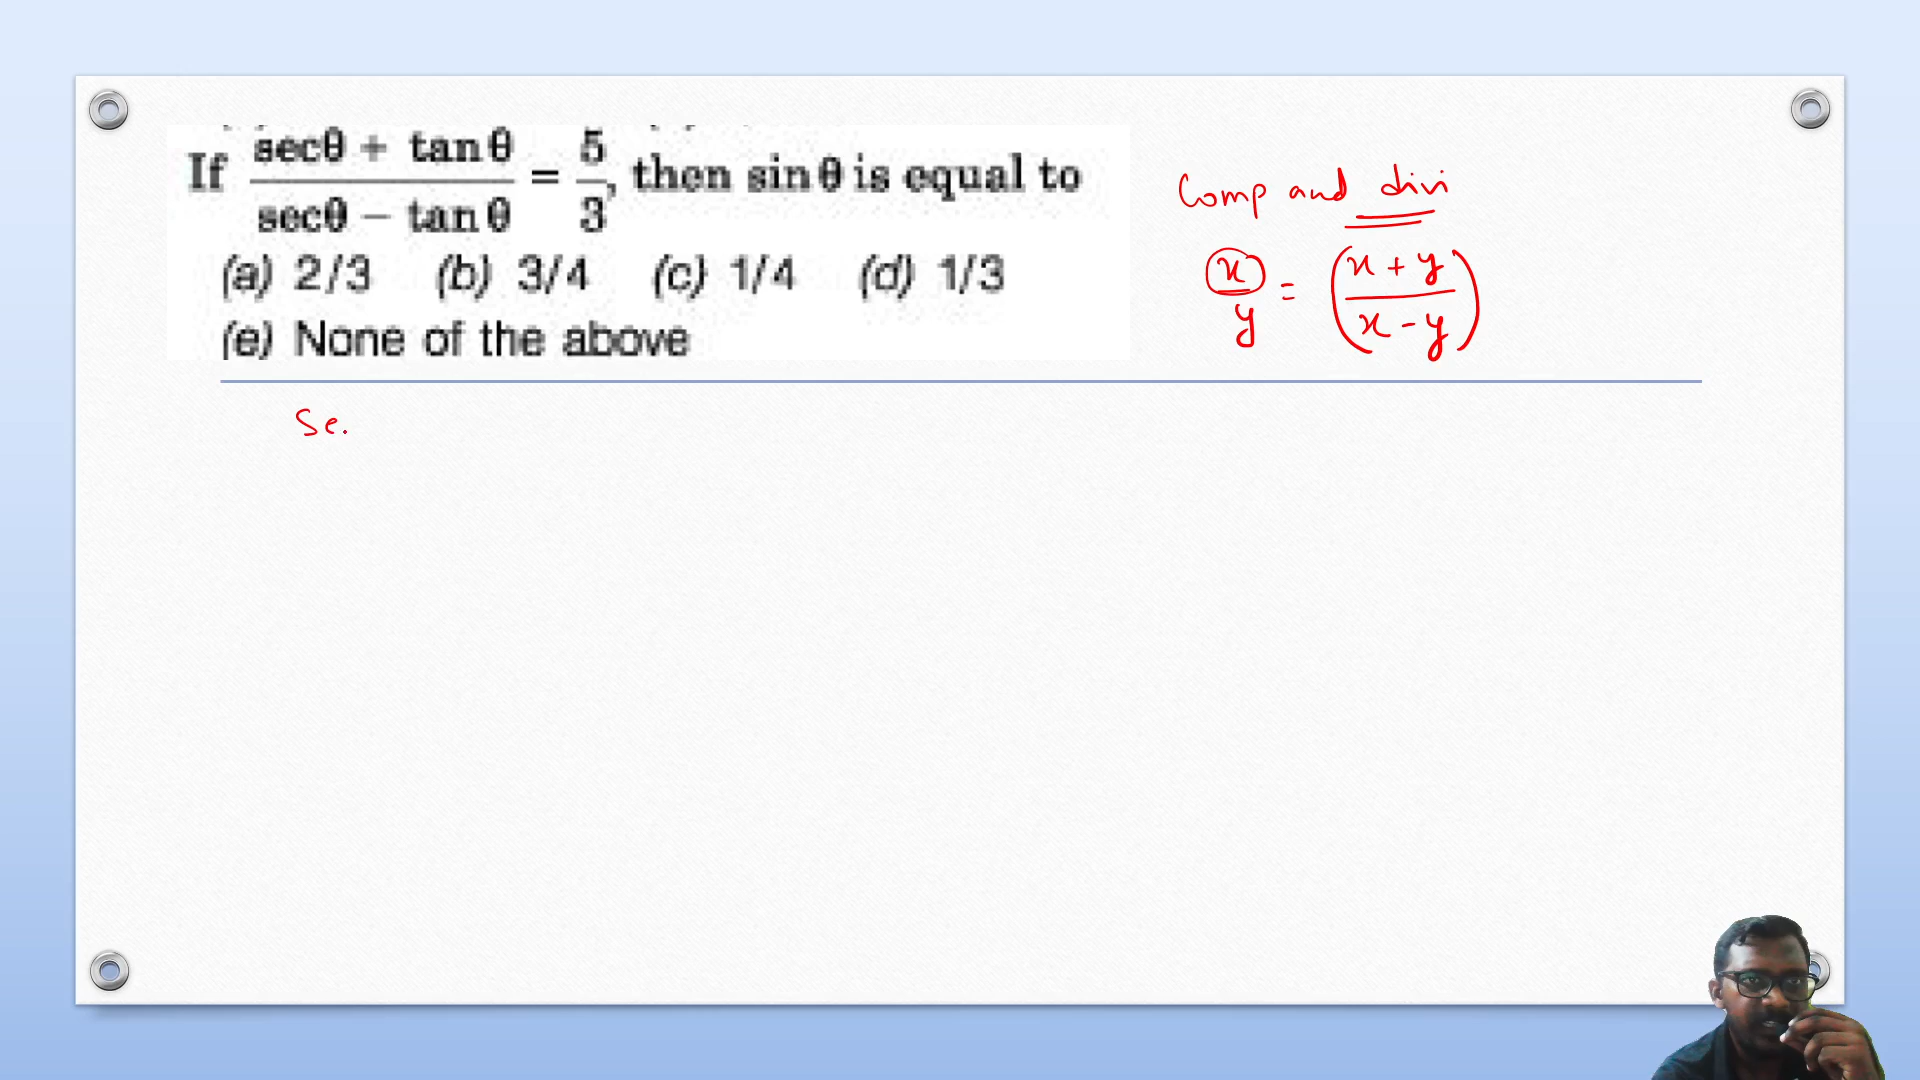 If secθ + tanθ / secθ − tanθ = 5/3, then sinθ is equal to
(a) 2/3 (b) 3/4 (c) 1/4 (d) 1/3
(e) None of the above
Comp and divi
x/y = (x + y / x - y)
Se.